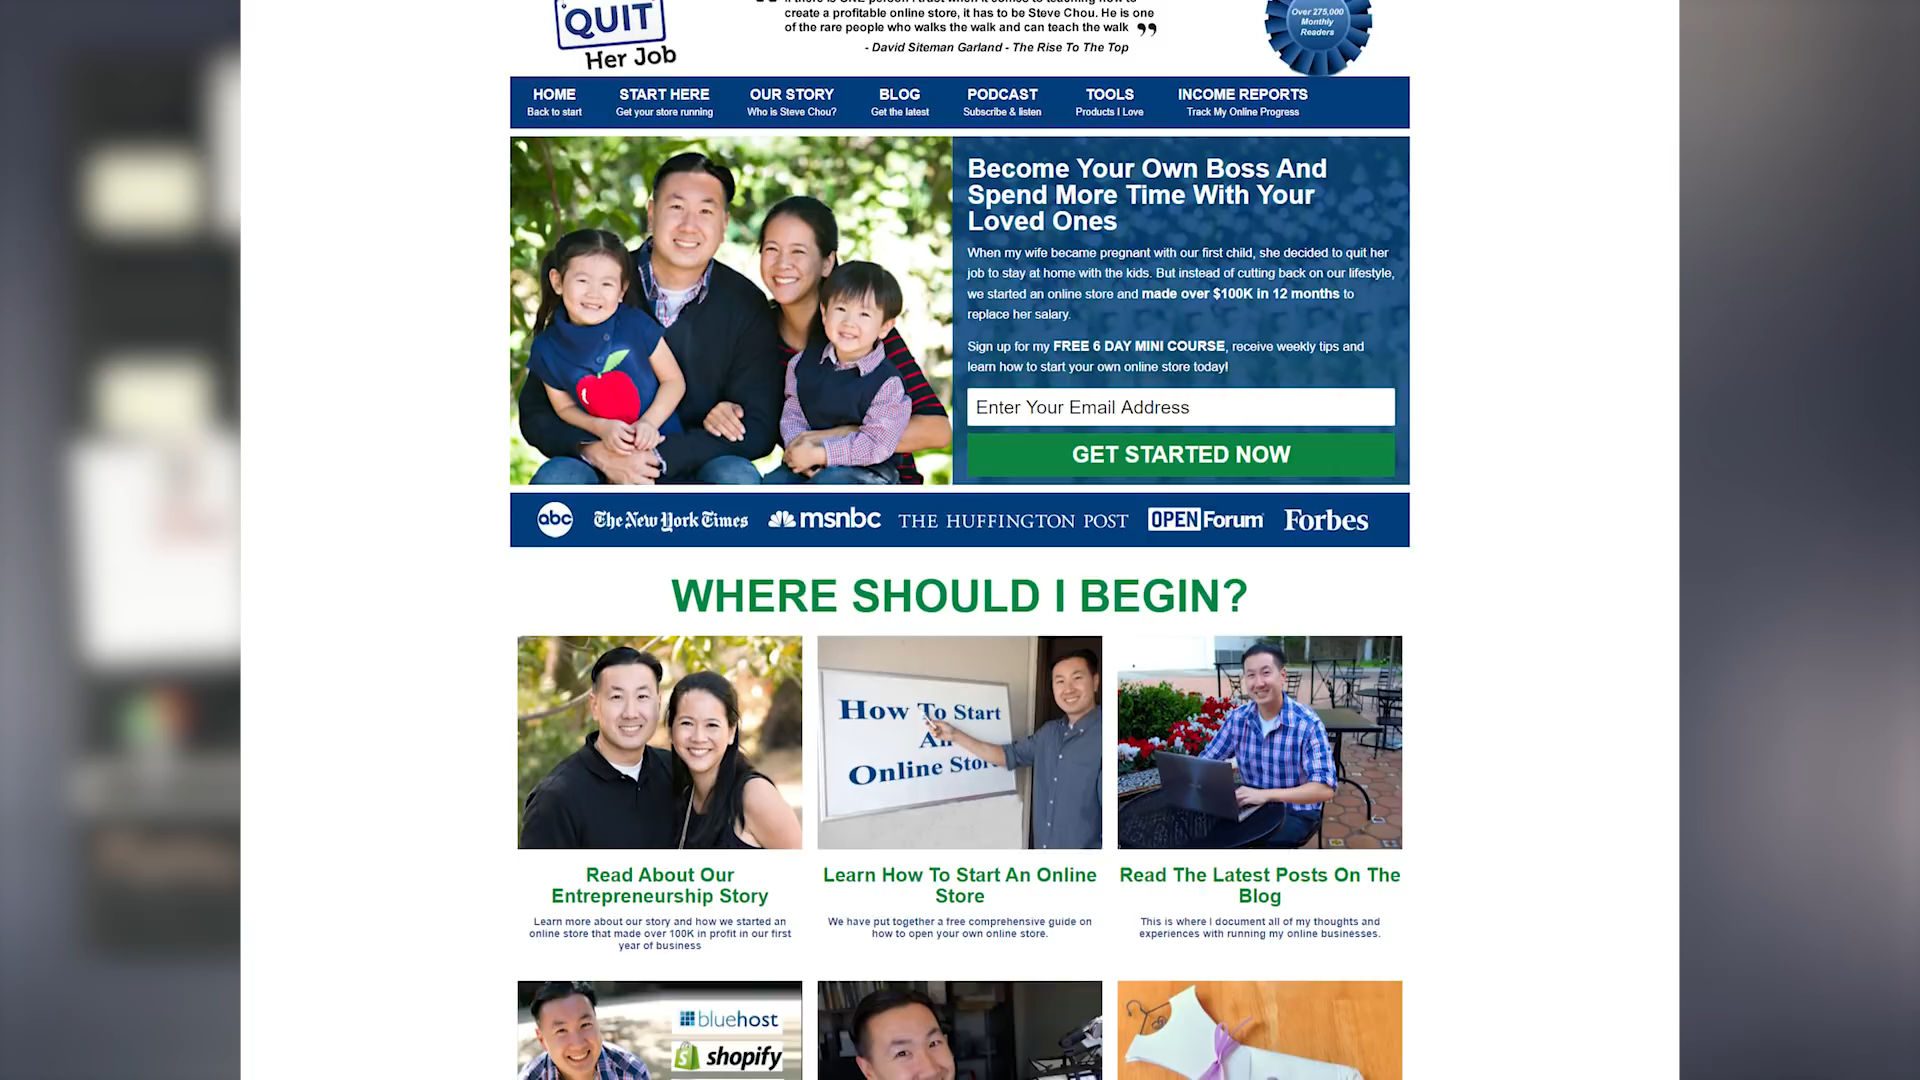 QUIT
Her Job
create a profitable online store, it has to be Steve Chou. He is one
of the rare people who walks the walk and can teach the walk ”
- David Siteman Garland - The Rise To The Top
Over 275,000
Monthly
Readers
HOME
Back to start
START HERE
Get your store running
OUR STORY
Who is Steve Chou?
BLOG
Get the latest
PODCAST
Subscribe & listen
TOOLS
Products I Love
INCOME REPORTS
Track My Online Progress
Become Your Own Boss And
Spend More Time With Your
Loved Ones
When my wife became pregnant with our first child, she decided to quit her
job to stay at home with the kids. But instead of cutting back on our lifestyle,
we started an online store and made over $100K in 12 months to
replace her salary.
Sign up for my FREE 6 DAY MINI COURSE, receive weekly tips and
learn how to start your own online store today!
Enter Your Email Address
GET STARTED NOW
abc The New York Times msnbc THE HUFFINGTON POST OPEN Forum Forbes
WHERE SHOULD I BEGIN?
How To Start
An
Online Store
Read About Our
Entrepreneurship Story
Learn more about our story and how we started an
online store that made over 100K in profit in our first
year of business
Learn How To Start An Online
Store
We have put together a free comprehensive guide on
how to open your own online store.
Read The Latest Posts On The
Blog
This is where I document all of my thoughts and
experiences with running my online businesses.
bluehost
shopify